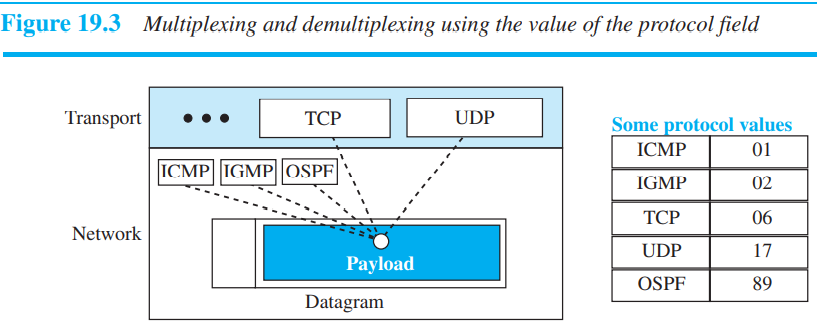 Figure 19.3 Multiplexing and demultiplexing using the value of the protocol field
Transport
TCP
UDP
ICMP IGMP OSPF
Network
Payload
Datagram
Some protocol values
ICMP 01
IGMP 02
TCP 06
UDP 17
OSPF 89